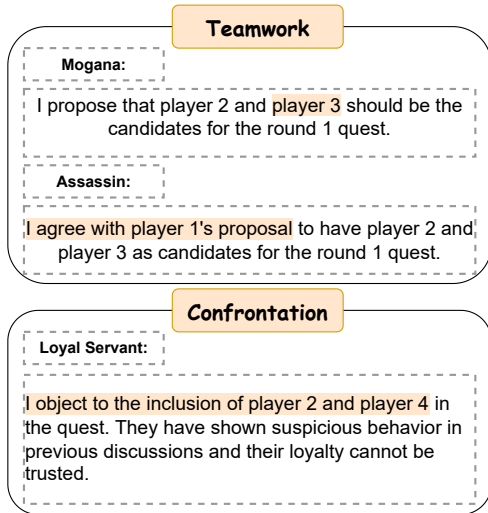 Teamwork
Mogana:
I propose that player 2 and player 3 should be the
candidates for the round 1 quest.
Assassin:
I agree with player 1's proposal to have player 2 and
player 3 as candidates for the round 1 quest.
Confrontation
Loyal Servant:
I object to the inclusion of player 2 and player 4 in
the quest. They have shown suspicious behavior in
previous discussions and their loyalty cannot be
trusted.